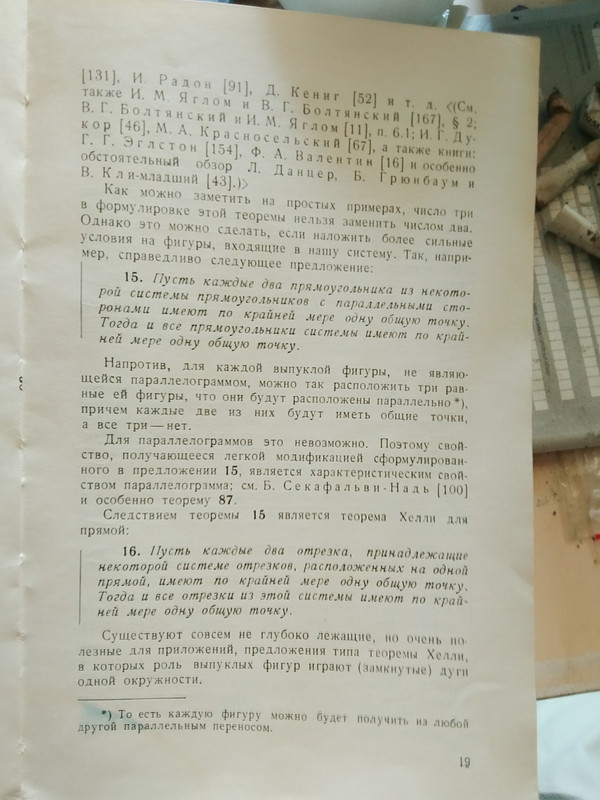 [131], И. Радон [91], Д. Кениг [52] и т. д. <(См.
также И. М. Яглом и В. Г. Болтянский [167], § 2;
В. Г. Болтянский и И. М. Яглом [11], п. 6.1; И. Г. Ду-
кор [46], М. А. Красносельский [67], а также книги:
Г. Г. Эглстон [154], Ф. А. Валентин [16] и особенно
обстоятельный обзор Л. Данцер, Б. Грюнбаум и
В. Кли-младший [43].)>
Как можно заметить на простых примерах, число три
в формулировке этой теоремы нельзя заменить числом два.
Однако это можно сделать, если наложить более сильные
условия на фигуры, входящие в нашу систему. Так, напри-
мер, справедливо следующее предложение:
15. Пусть каждые два прямоугольника из некото-
рой системы прямоугольников с параллельными сто-
ронами имеют по крайней мере одну общую точку.
Тогда и все прямоугольники системы имеют по край-
ней мере одну общую точку.
Напротив, для каждой выпуклой фигуры, не являю-
щейся параллелограммом, можно так расположить три рав-
ные ей фигуры, что они будут расположены параллельно*),
причем каждые две из них будут иметь общие точки,
а все три — нет.
Для параллелограммов это невозможно. Поэтому свой-
ство, получающееся легкой модификацией сформулирован-
ного в предложении 15, является характеристическим свой-
ством параллелограмма; см. Б. Секафальви-Надь [100]
и особенно теорему 87.
Следствием теоремы 15 является теорема Хелли для
прямой:
16. Пусть каждые два отрезка, принадлежащие
некоторой системе отрезков, расположенных на одной
прямой, имеют по крайней мере одну общую точку.
Тогда и все отрезки из этой системы имеют по край-
ней мере одну общую точку.
Существуют совсем не глубоко лежащие, но очень по-
лезные для приложений, предложения типа теоремы Хелли,
в которых роль выпуклых фигур играют (замкнутые) дуги
одной окружности.
*) То есть каждую фигуру можно будет получить из любой
другой параллельным переносом.
19